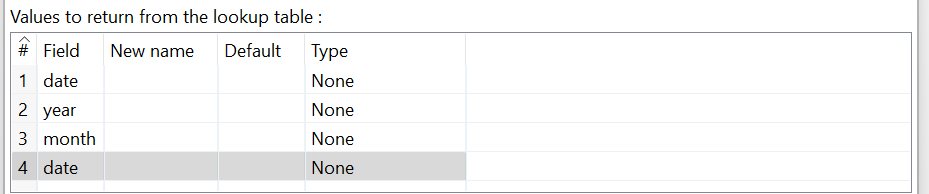 Values to return from the lookup table :
# Field New name Default Type
1 date None
2 year None
3 month None
4 date None